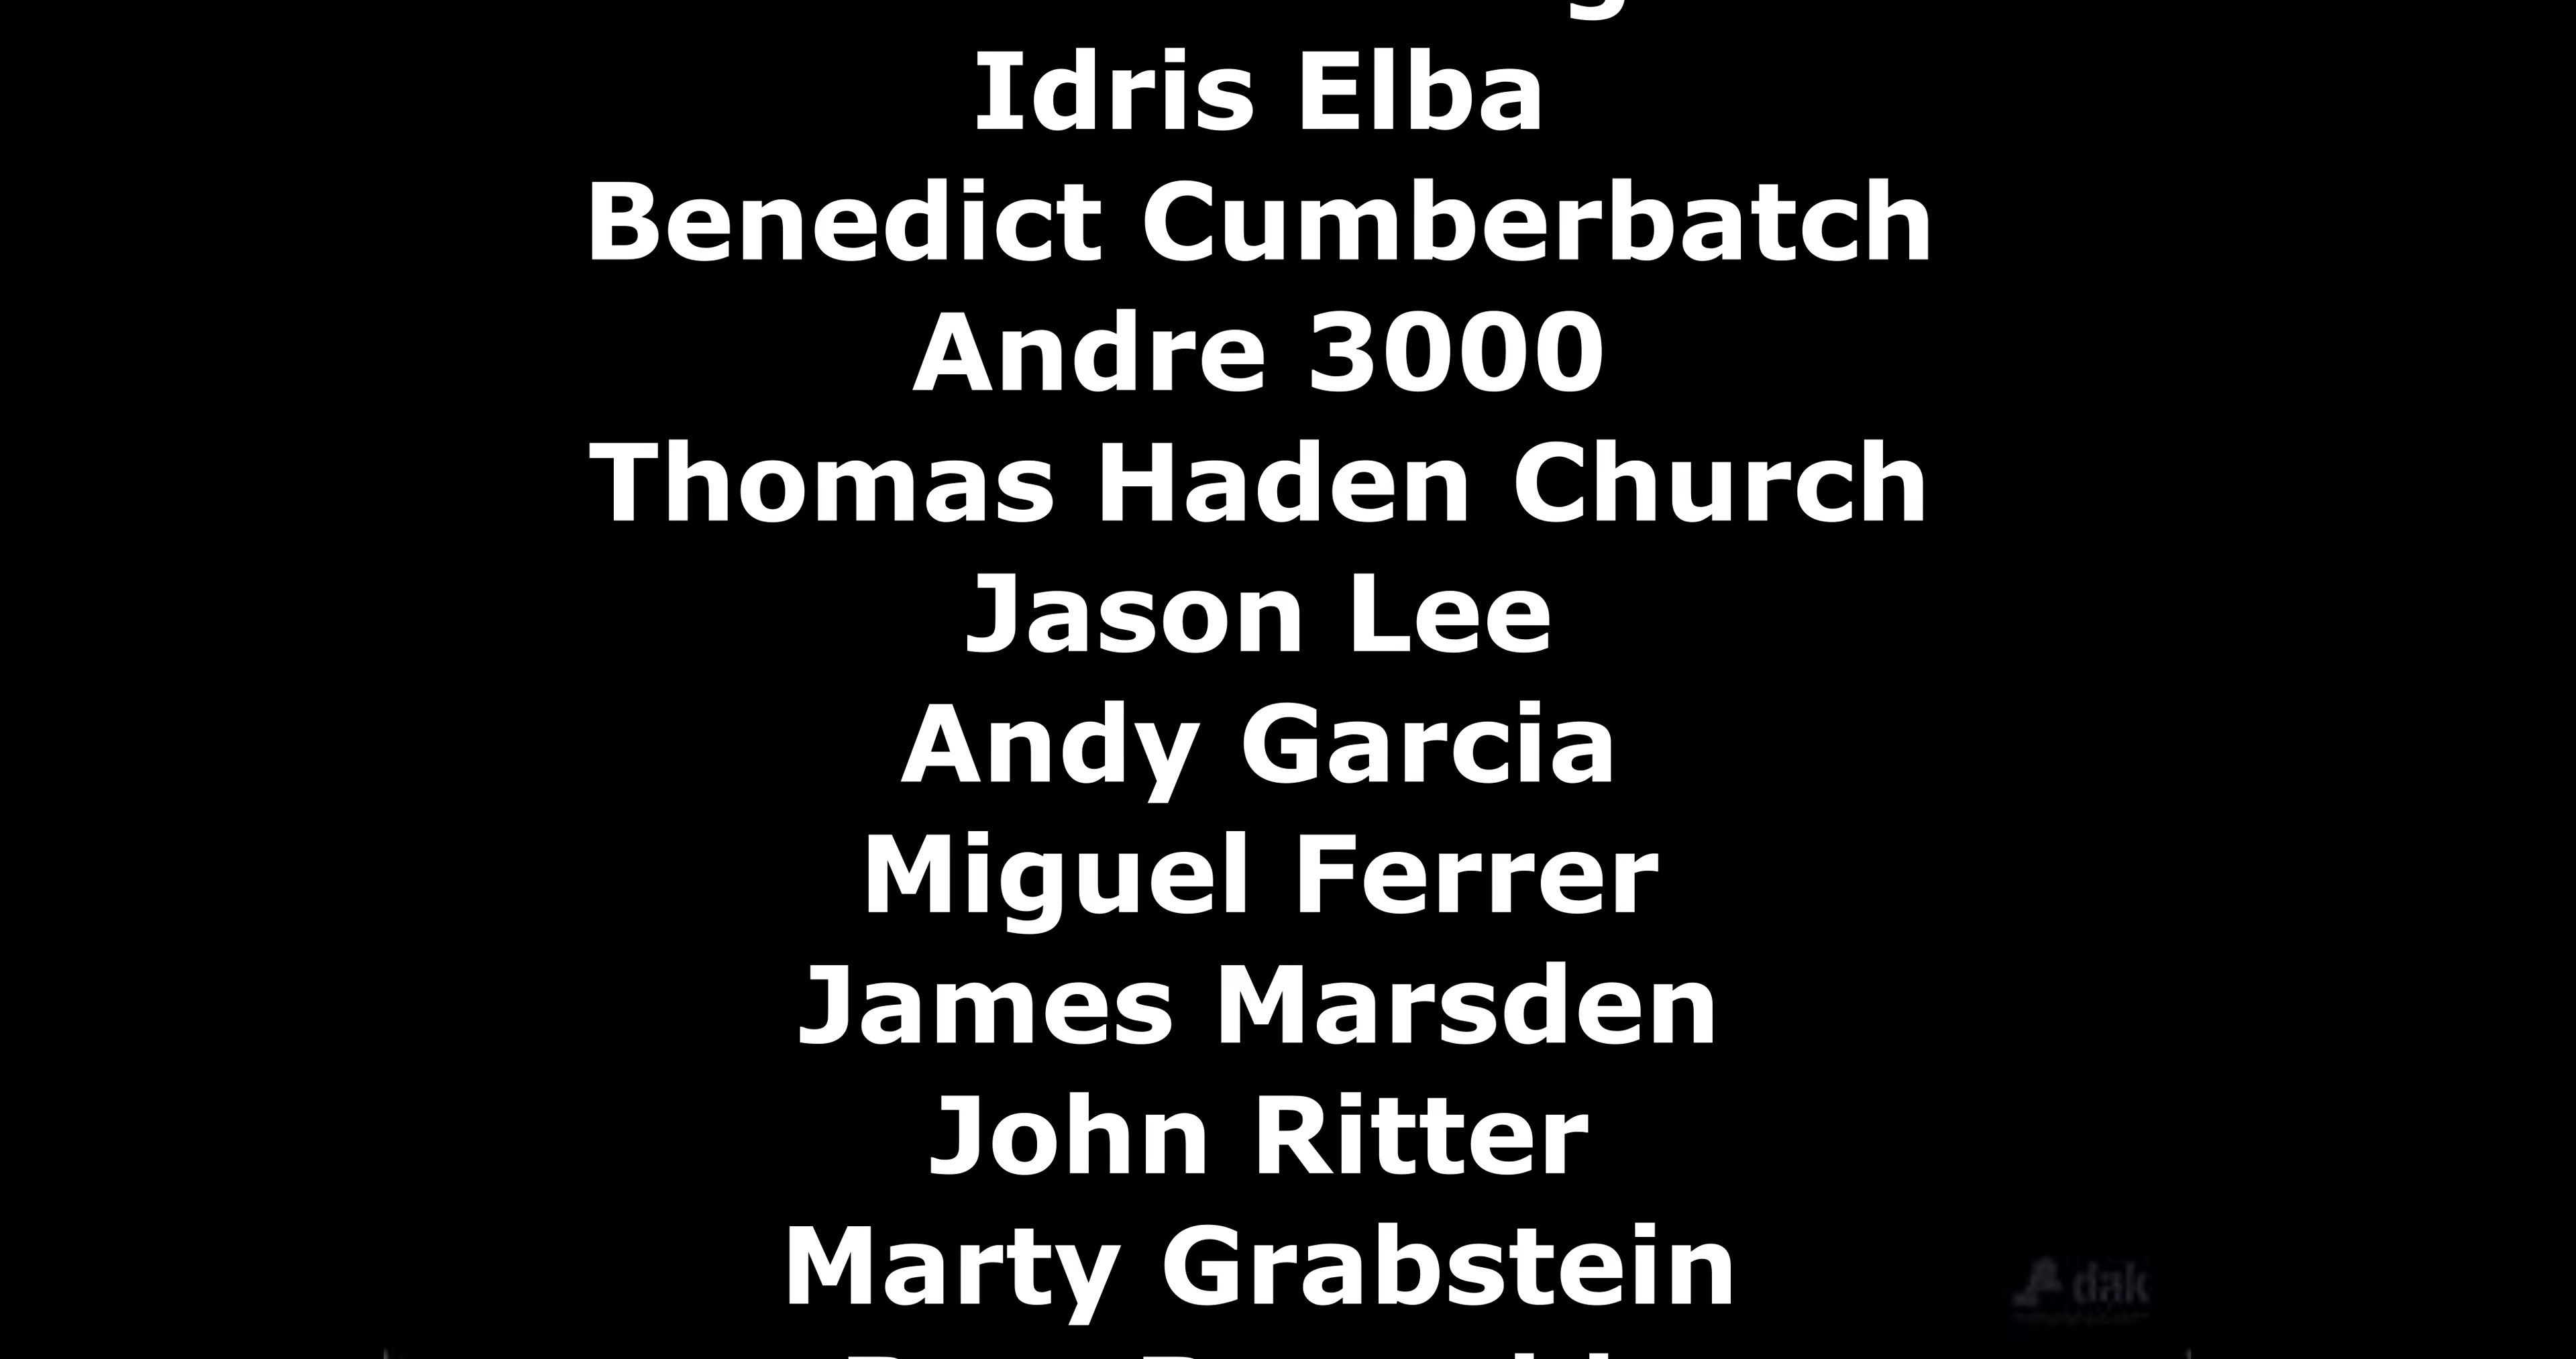 Idris Elba
Benedict Cumberbatch
Andre 3000
Thomas Haden Church
Jason Lee
Andy Garcia
Miguel Ferrer
James Marsden
John Ritter
Marty Grabstein
dak